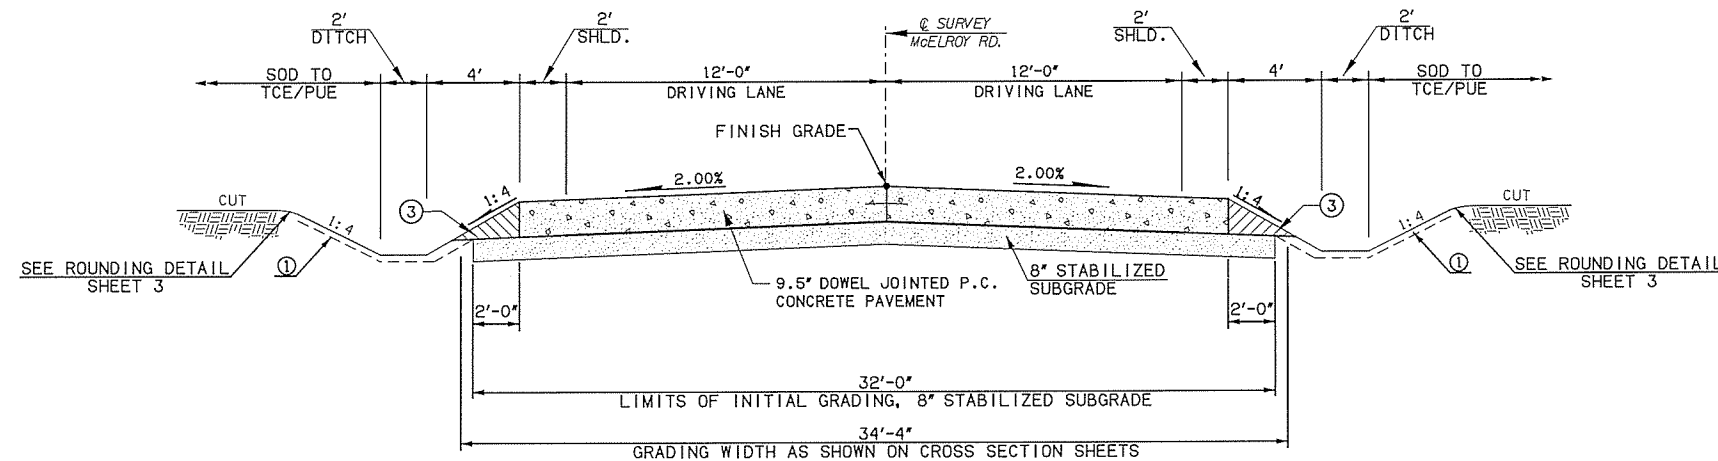 2'
DITCH
2'
SHLD.
℄ SURVEY
McELROY RD.
2'
SHLD.
2'
DITCH
SOD TO
TCE/PUE
4'
12'-0"
DRIVING LANE
12'-0"
DRIVING LANE
4'
SOD TO
TCE/PUE
FINISH GRADE
2.00%
2.00%
CUT
1:4
1:4
3
1:4
3
1:4
CUT
SEE ROUNDING DETAIL
SHEET 3
1
9.5" DOWEL JOINTED P.C.
CONCRETE PAVEMENT
8" STABILIZED
SUBGRADE
1
SEE ROUNDING DETAIL
SHEET 3
2'-0"
2'-0"
32'-0"
LIMITS OF INITIAL GRADING, 8" STABILIZED SUBGRADE
34'-4"
GRADING WIDTH AS SHOWN ON CROSS SECTION SHEETS